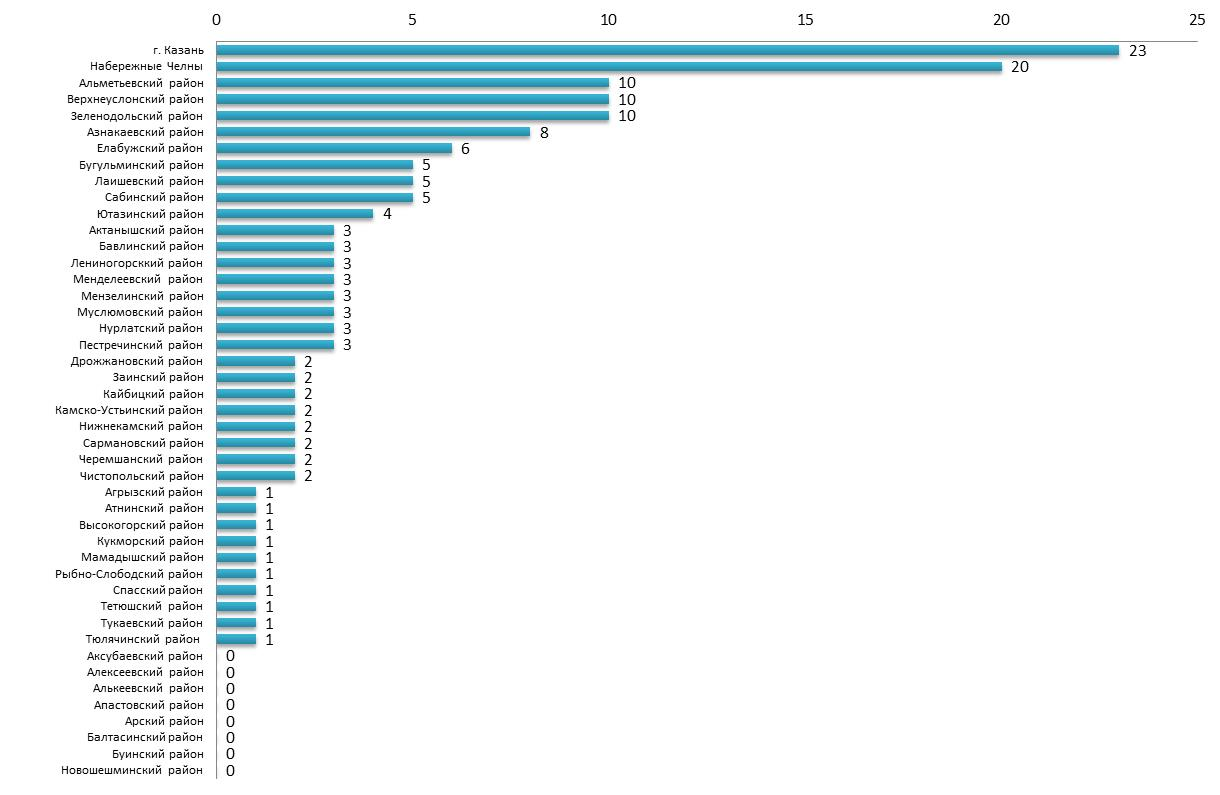 0 5 10 15 20 25
г. Казань 23
Набережные Челны 20
Альметьевский район 10
Верхнеуслонский район 10
Зеленодольский район 10
Азнакаевский район 8
Елабужский район 6
Бугульминский район 5
Лаишевский район 5
Сабинский район 5
Ютазинский район 4
Актанышский район 3
Бавлинский район 3
Лениногорсккий район 3
Менделеевский район 3
Мензелинский район 3
Муслюмовский район 3
Нурлатский район 3
Пестречинский район 3
Дрожжановский район 2
Заинский район 2
Кайбицкий район 2
Камско-Устьинский район 2
Нижнекамский район 2
Сармановский район 2
Черемшанский район 2
Чистопольский район 2
Агрызский район 1
Атнинский район 1
Высокогорский район 1
Кукморский район 1
Мамадышский район 1
Рыбно-Слободский район 1
Спасский район 1
Тетюшский район 1
Тукаевский район 1
Тюлячинский район 1
Аксубаевский район 0
Алексеевский район 0
Алькеевский район 0
Апастовский район 0
Арский район 0
Балтасинский район 0
Буинский район 0
Новошешминский район 0